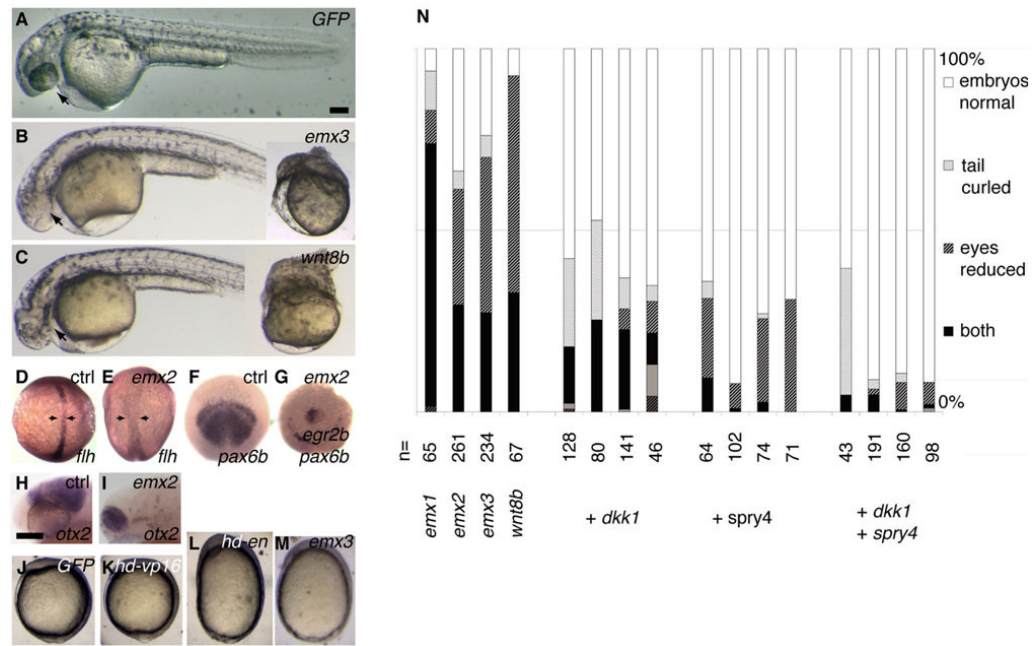 A GFP
B emx3
C wnt8b
D ctrl
flh
E emx2
flh
F ctrl
pax6b
G emx2
egr2b
pax6b
H ctrl
otx2
I emx2
otx2
J GFP
K hd-vp16
L hd-en
M emx3
N
100%
embryos
normal
tail
curled
eyes
reduced
both
0%
n= 65 261 234 67 128 80 141 46 64 102 74 71 43 191 160 98
emx1 emx2 emx3 wnt8b
+ dkk1
+ spry4
+ dkk1
+ spry4